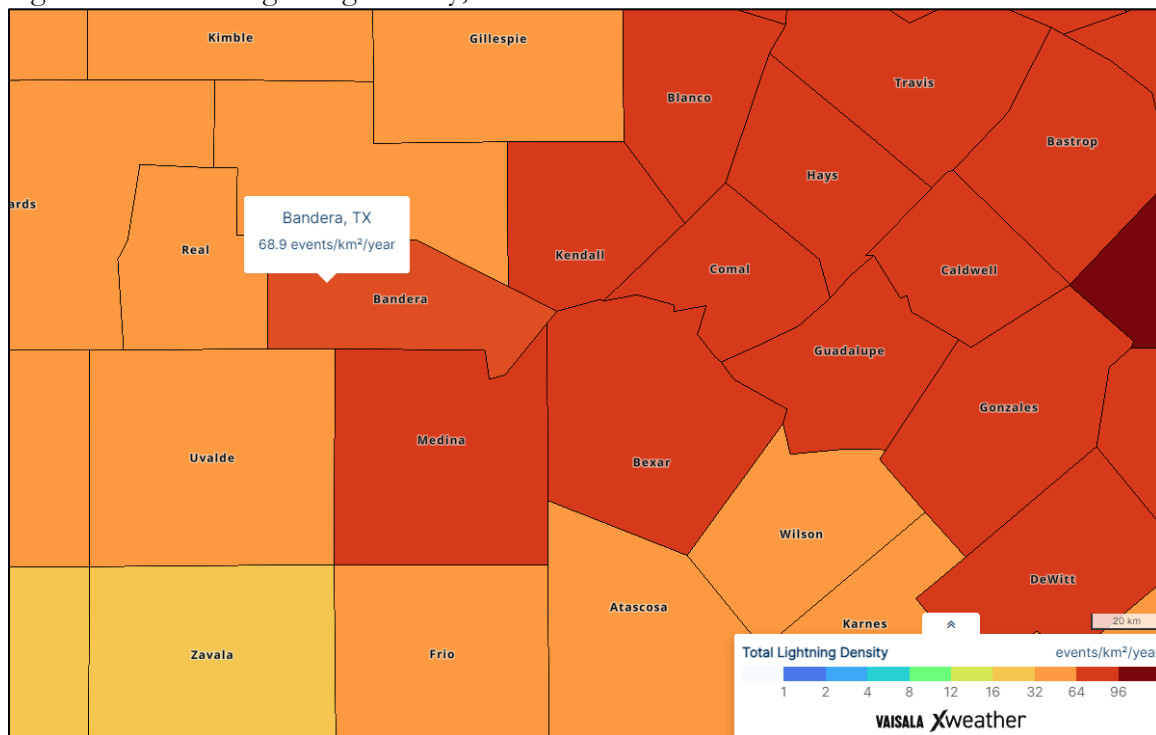 Kimble
Gillespie
Blanco
Travis
Bastrop
Hays
ards
Real
Bandera, TX
68.9 events/km²/year
Kendall
Comal
Caldwell
Bandera
Guadalupe
Gonzales
Medina
Uvalde
Bexar
Wilson
DeWitt
Atascosa
Karnes
20 km
Zavala
Frio
Total Lightning Density events/km²/year
1 2 4 8 12 16 32 64 96
VAISALA Xweather